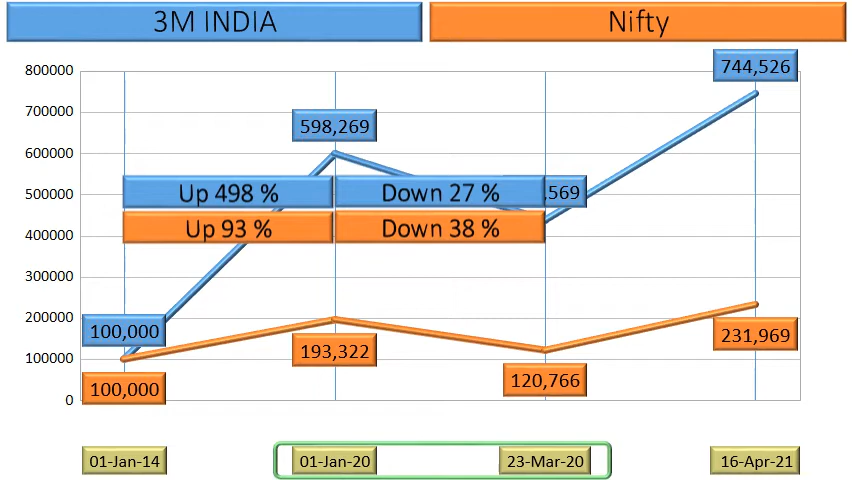 3M INDIA
Nifty
800000
700000
600000
500000
400000
300000
200000
100000
0
744,526
598,269
,569
Up 498 %
Down 27 %
Up 93 %
Down 38 %
100,000
193,322
120,766
231,969
100,000
01-Jan-14
01-Jan-20
23-Mar-20
16-Apr-21